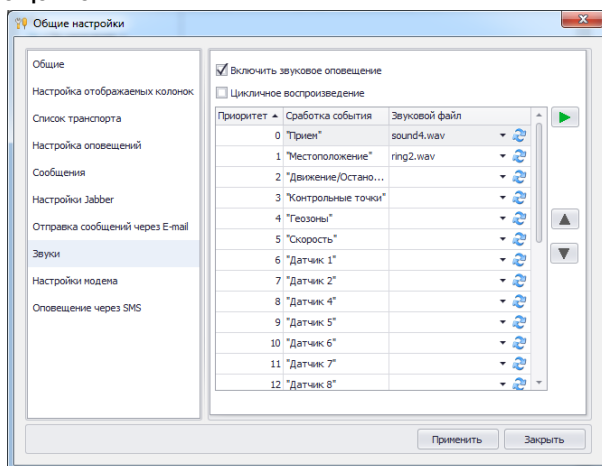 Общие настройки
Общие
Настройка отображаемых колонок
Список транспорта
Настройка оповещений
Сообщения
Настройки Jabber
Отправка сообщений через E-mail
Звуки
Настройки модема
Оповещение через SMS
Включить звуковое оповещение
Цикличное воспроизведение
Приоритет Сработка события Звуковой файл
0 "Прием" sound4.wav
1 "Местоположение" ring2.wav
2 "Движение/Остано...
3 "Контрольные точки"
4 "Геозоны"
5 "Скорость"
6 "Датчик 1"
7 "Датчик 2"
8 "Датчик 4"
9 "Датчик 5"
10 "Датчик 6"
11 "Датчик 7"
12 "Датчик 8"
Применить Закрыть